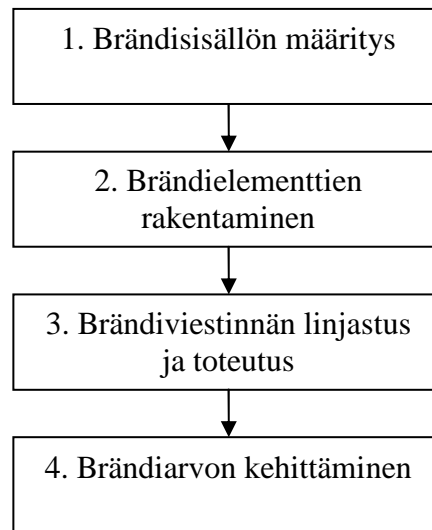 1. Brändisisällön määritys
2. Brändielementtien
rakentaminen
3. Brändiviestinnän linjastus
ja toteutus
4. Brändiarvon kehittäminen